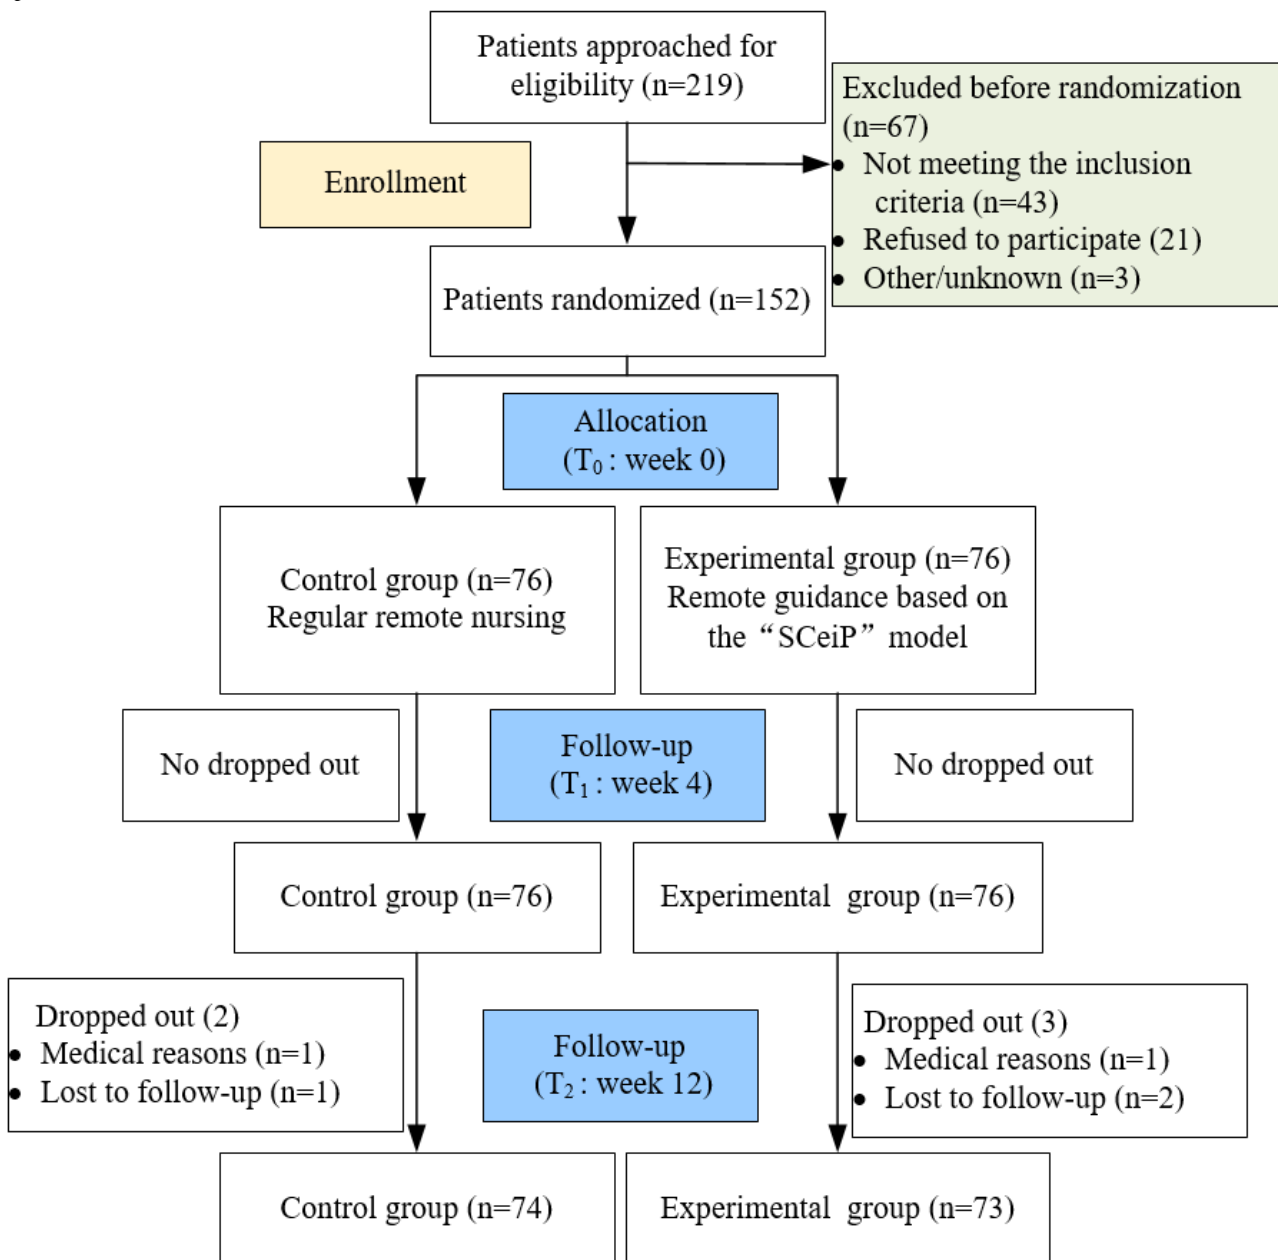 Patients approached for
eligibility (n=219)
Excluded before randomization
(n=67)
• Not meeting the inclusion
criteria (n=43)
• Refused to participate (21)
• Other/unknown (n=3)
Enrollment
Patients randomized (n=152)
Allocation
(T₀ : week 0)
Control group (n=76)
Regular remote nursing
Experimental group (n=76)
Remote guidance based on
the “SCeiP” model
No dropped out
Follow-up
(T₁ : week 4)
No dropped out
Control group (n=76)
Experimental group (n=76)
Dropped out (2)
• Medical reasons (n=1)
• Lost to follow-up (n=1)
Follow-up
(T₂ : week 12)
Dropped out (3)
• Medical reasons (n=1)
• Lost to follow-up (n=2)
Control group (n=74)
Experimental group (n=73)